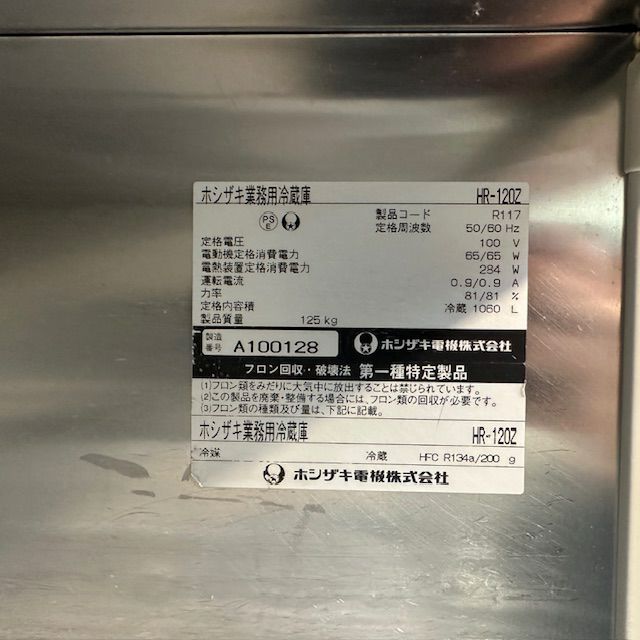 ホシザキ業務用冷蔵庫 HR-120Z
PS E
製品コード R117
定格周波数 50/60 Hz
定格電圧 100 V
電動機定格消費電力 65/65 W
電熱装置定格消費電力 284 W
運転電流 0.9/0.9 A
力率 81/81 %
定格内容積 冷蔵 1060 L
製品質量 125 kg
製造番号 A100128 ホシザキ電機株式会社
フロン回収・破壊法 第一種特定製品
(1)フロン類をみだりに大気中に放出することは禁じられています。
(2)この製品を廃棄・整備する場合には、フロン類の回収が必要です。
(3)フロン類の種類及び量は、下記に記載。
ホシザキ業務用冷蔵庫 HR-120Z
冷媒 冷蔵 HFC R134a/200 g
ホシザキ電機株式会社